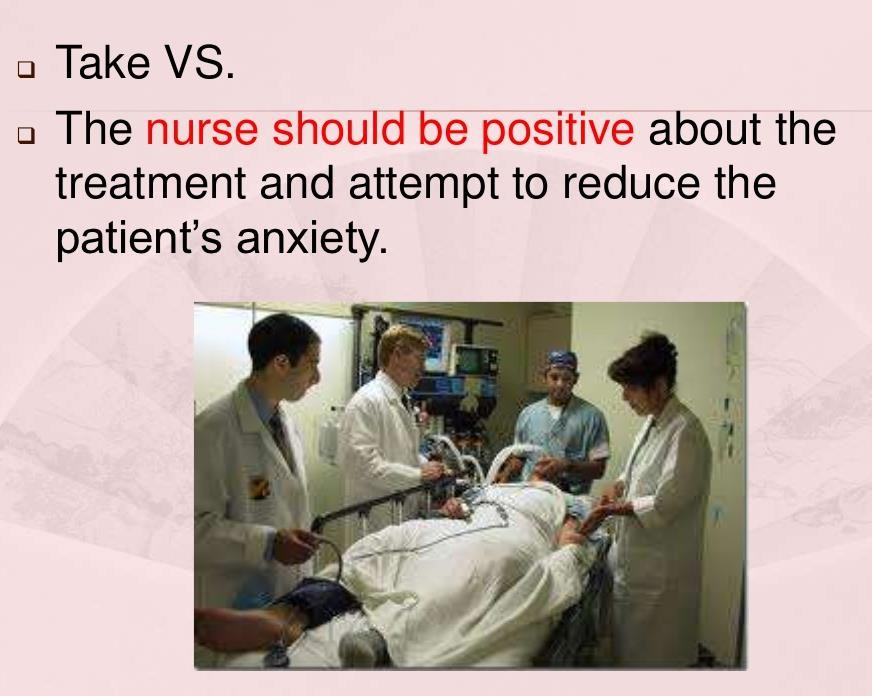 Take VS.
The nurse should be positive about the
treatment and attempt to reduce the
patient’s anxiety.